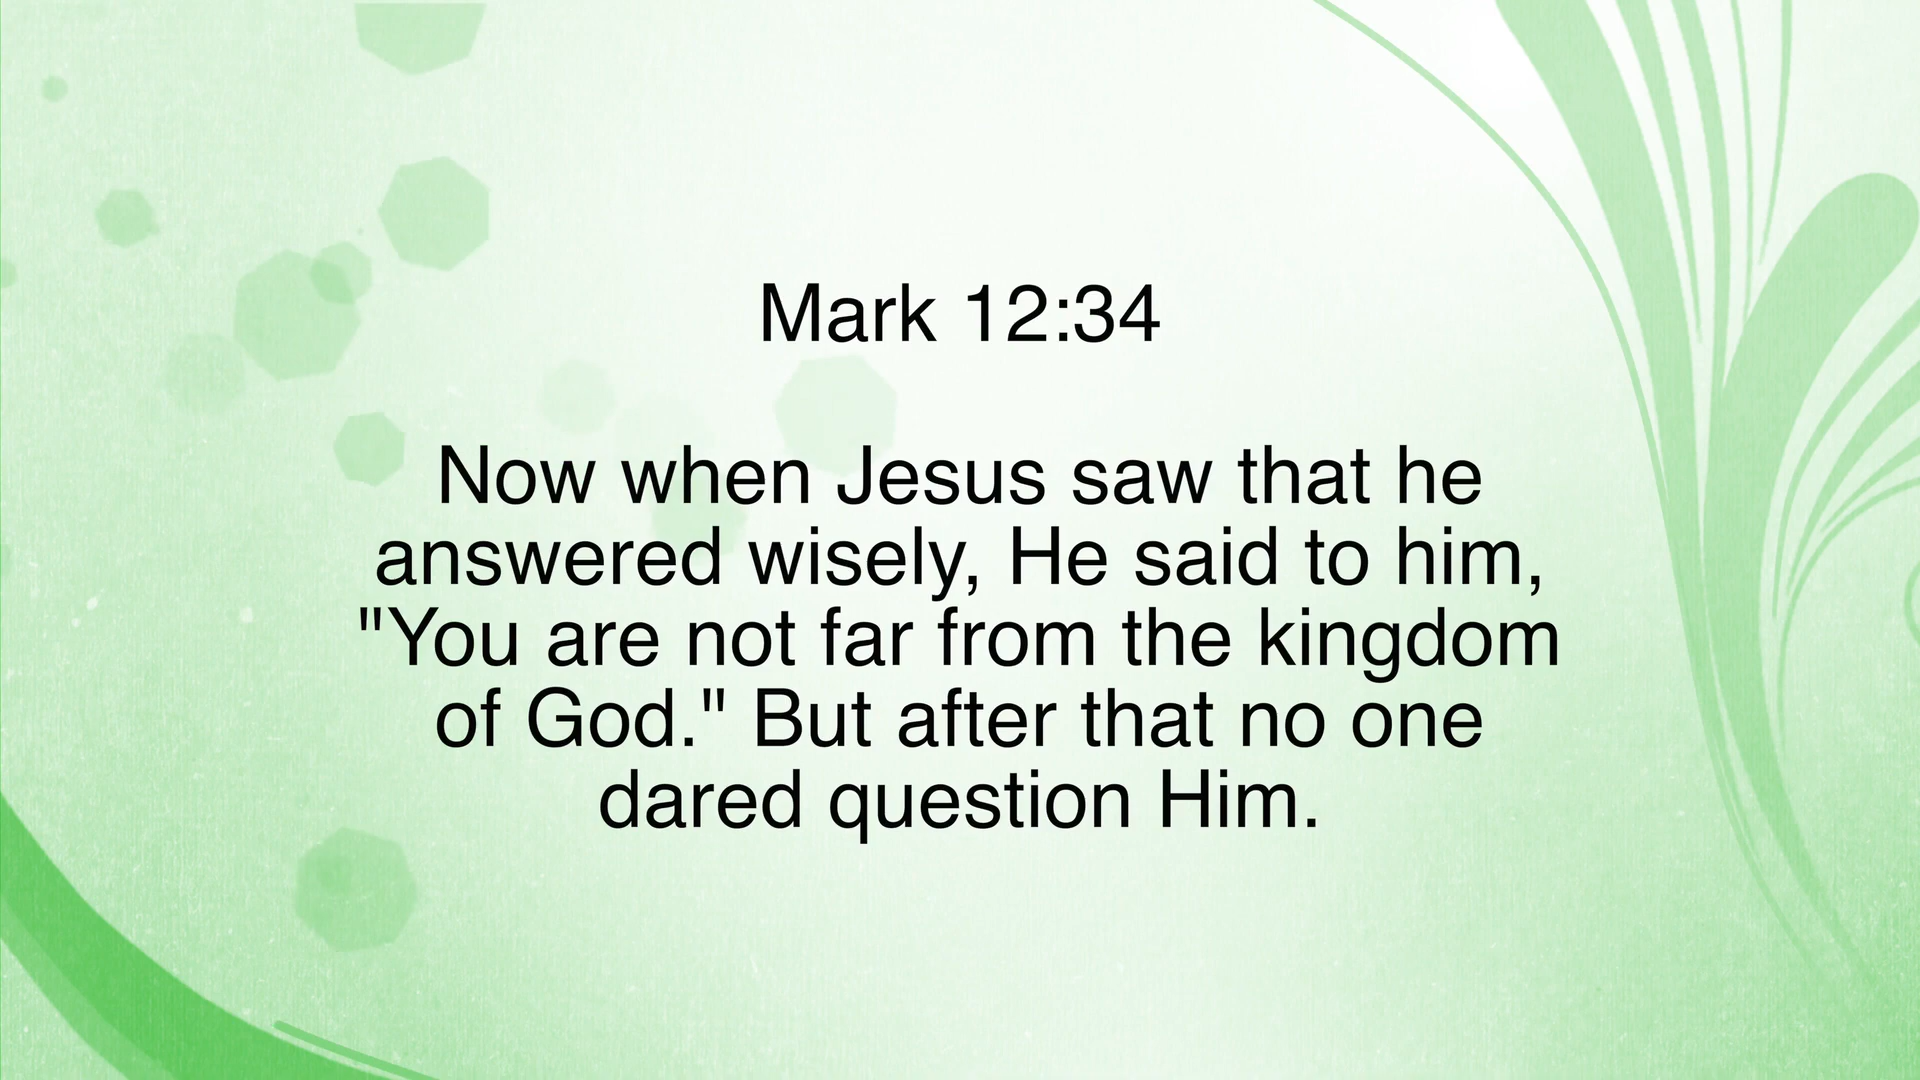 Mark 12:34
Now when Jesus saw that he
answered wisely, He said to him,
"You are not far from the kingdom
of God." But after that no one
dared question Him.